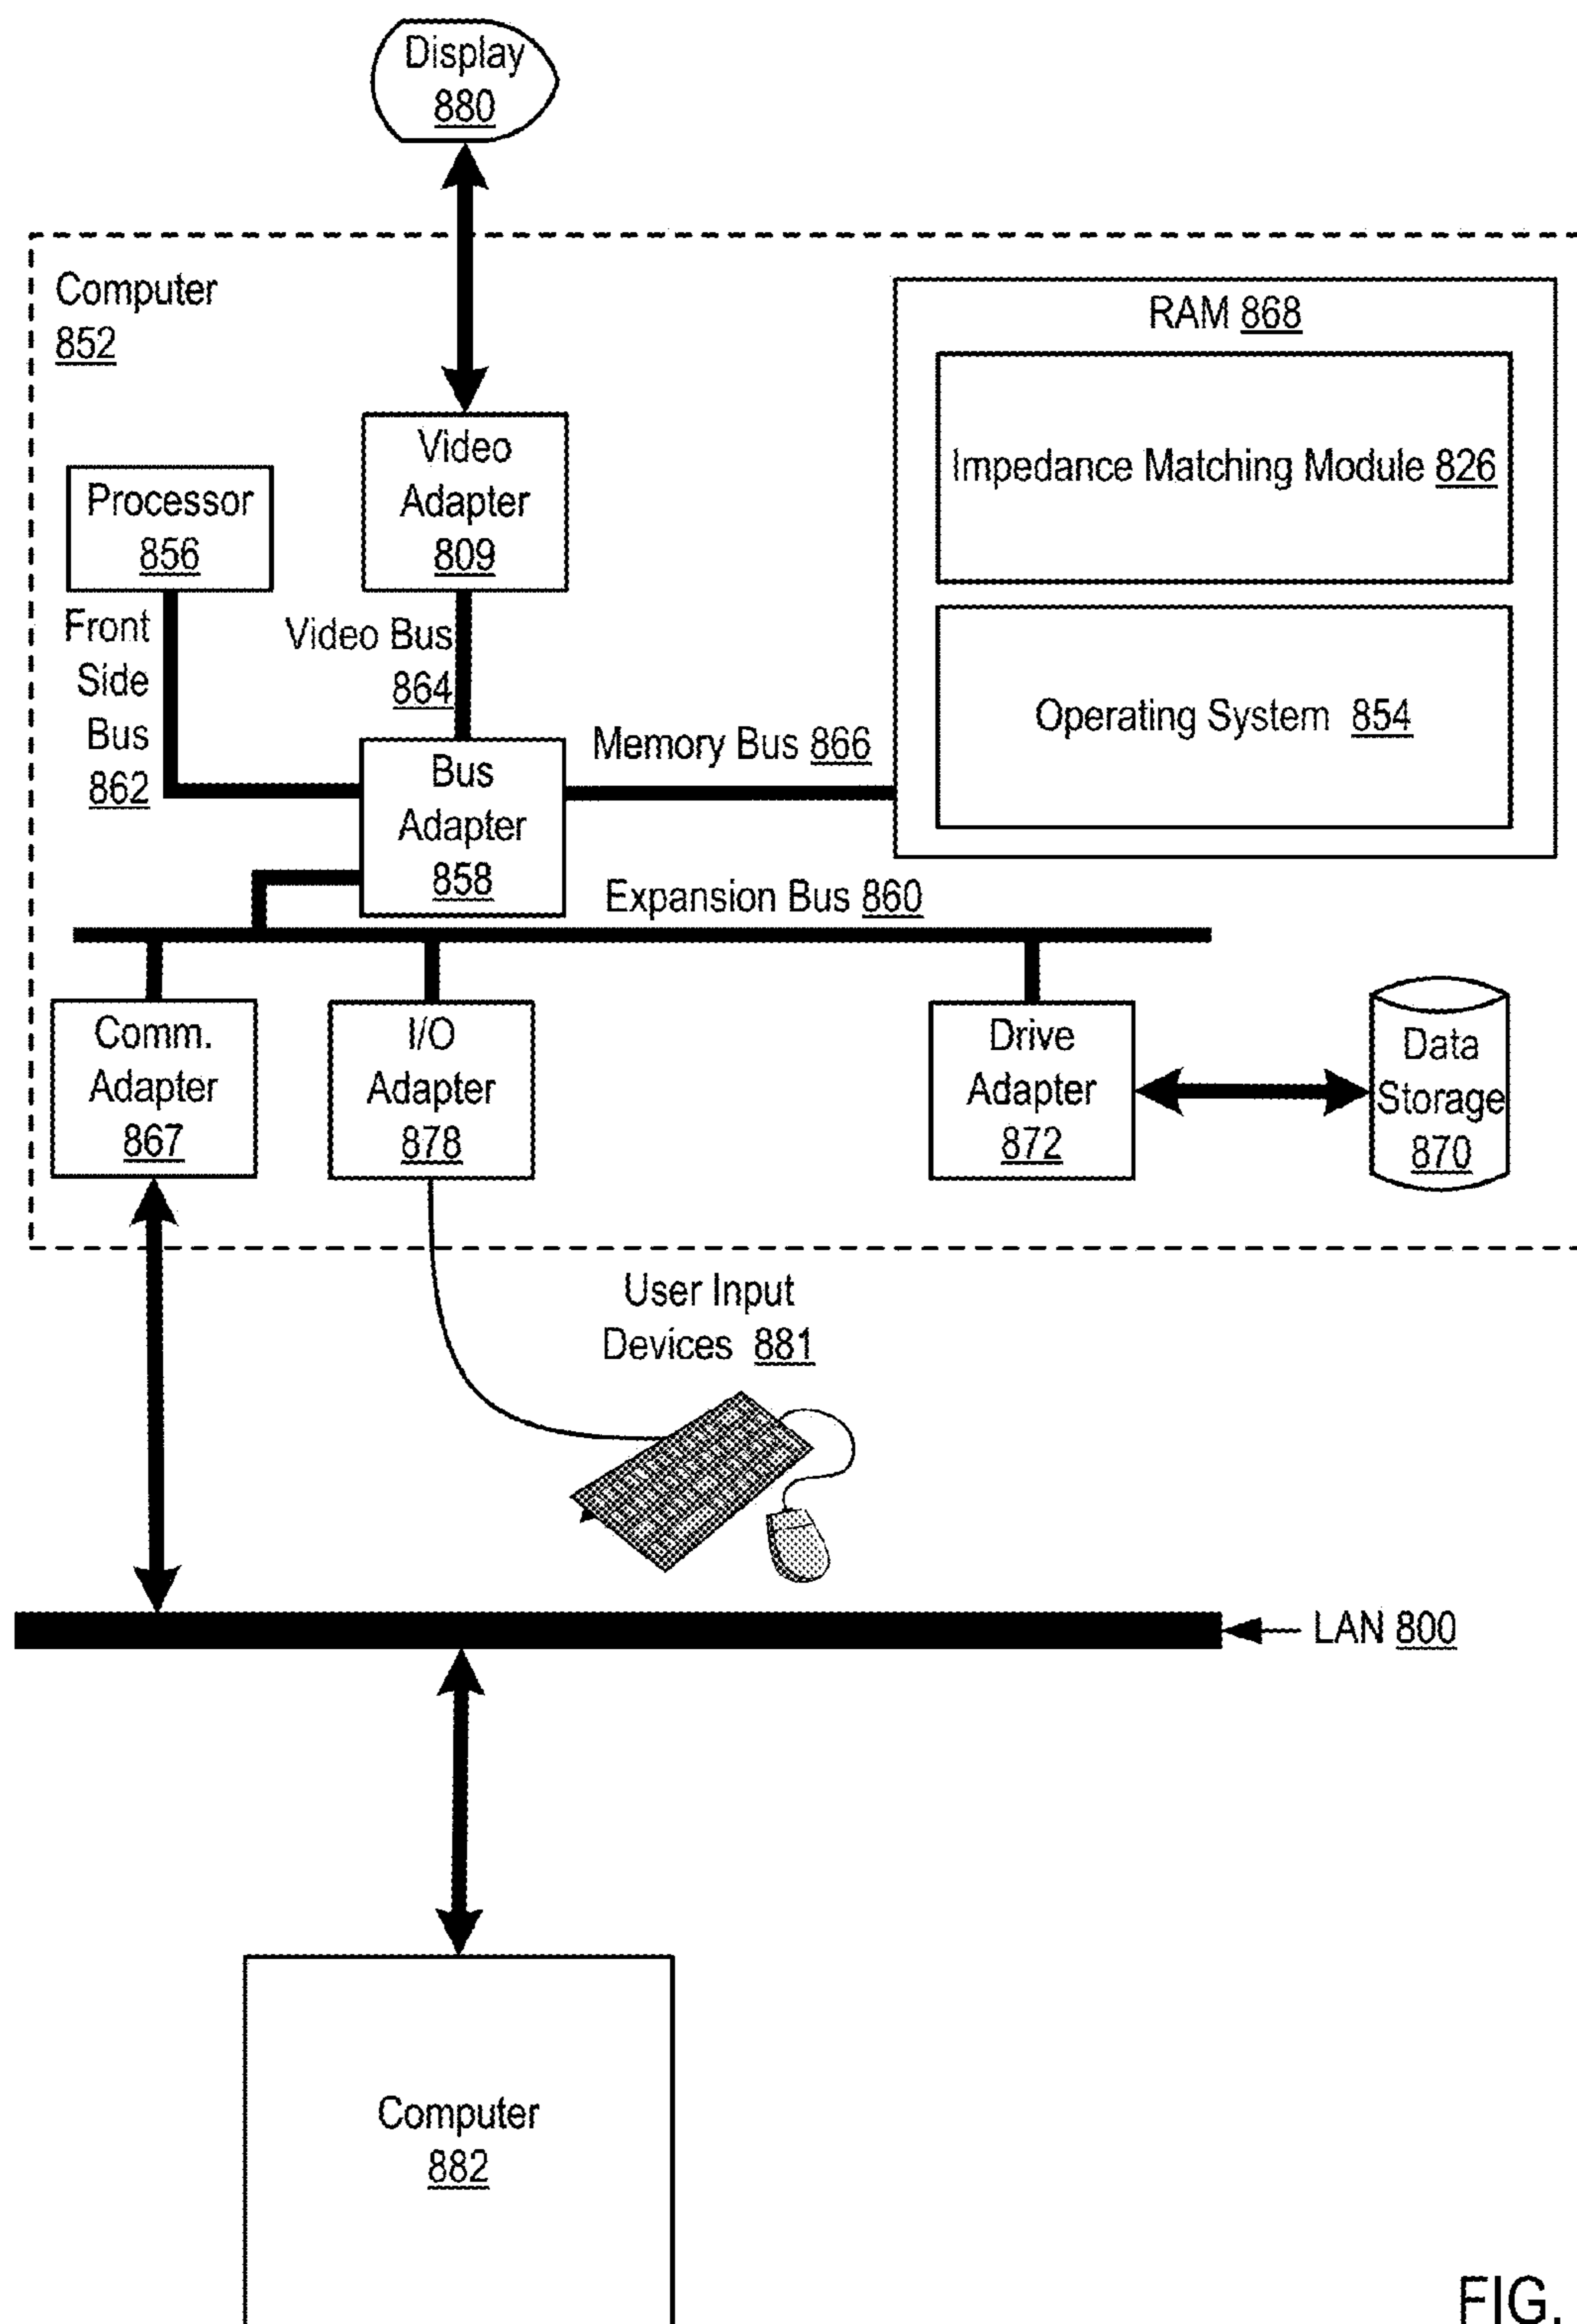 Display
880
Computer
852
RAM 868
Impedance Matching Module 826
Operating System 854
Video
Adapter
809
Processor
856
Front
Side
Bus
862
Video Bus
864
Bus
Adapter
858
Memory Bus 866
Expansion Bus 860
Comm.
Adapter
867
I/O
Adapter
878
Drive
Adapter
872
Data
Storage
870
User Input
Devices 881
LAN 800
Computer
882
FIG.